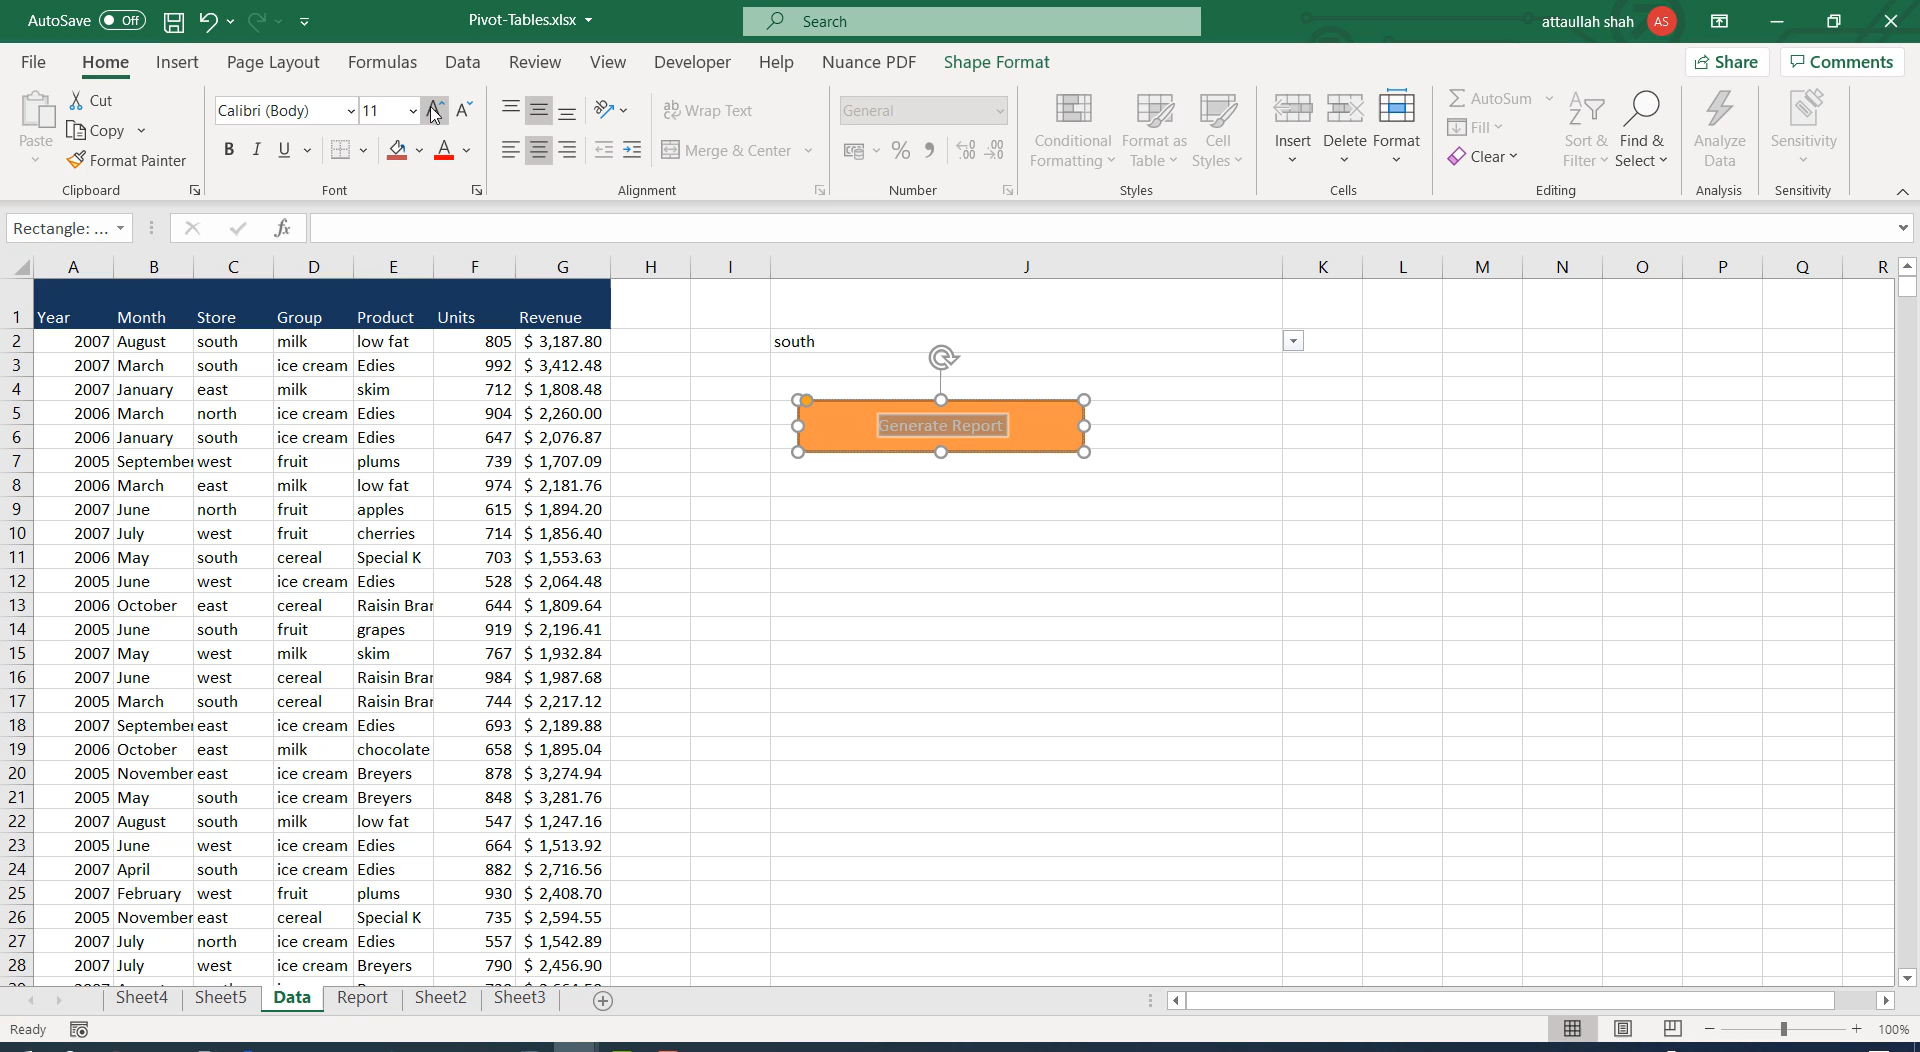 AutoSave Off Pivot-Tables.xlsx Search attaullah shah AS
File Home Insert Page Layout Formulas Data Review View Developer Help Nuance PDF Shape Format Share Comments
Paste Cut Copy Format Painter Clipboard
Calibri (Body) 11 B I U Font
Wrap Text Merge & Center Alignment
General Number
Conditional Formatting Format as Table Cell Styles Styles
Insert Delete Format Cells
AutoSum Fill Clear Sort & Filter Find & Select Editing
Analyze Data Analysis
Sensitivity Sensitivity
Rectangle: ... fx
A B C D E F G H I J K L M N O P Q R
1 Year Month Store Group Product Units Revenue
2 2007 August south milk low fat 805 $ 3,187.80 south
3 2007 March south ice cream Edies 992 $ 3,412.48
4 2007 January east milk skim 712 $ 1,808.48
5 2006 March north ice cream Edies 904 $ 2,260.00
Generate Report
6 2006 January south ice cream Edies 647 $ 2,076.87
7 2005 September west fruit plums 739 $ 1,707.09
8 2006 March east milk low fat 974 $ 2,181.76
9 2007 June north fruit apples 615 $ 1,894.20
10 2007 July west fruit cherries 714 $ 1,856.40
11 2006 May south cereal Special K 703 $ 1,553.63
12 2005 June west ice cream Edies 528 $ 2,064.48
13 2006 October east cereal Raisin Bran 644 $ 1,809.64
14 2005 June south fruit grapes 919 $ 2,196.41
15 2007 May west milk skim 767 $ 1,932.84
16 2007 June west cereal Raisin Bran 984 $ 1,987.68
17 2005 March south cereal Raisin Bran 744 $ 2,217.12
18 2007 September east ice cream Edies 693 $ 2,189.88
19 2006 October east milk chocolate 658 $ 1,895.04
20 2005 November east ice cream Breyers 878 $ 3,274.94
21 2005 May south ice cream Breyers 848 $ 3,281.76
22 2007 August south milk low fat 547 $ 1,247.16
23 2005 June west ice cream Edies 664 $ 1,513.92
24 2007 April south ice cream Edies 882 $ 2,716.56
25 2007 February west fruit plums 930 $ 2,408.70
26 2005 November east cereal Special K 735 $ 2,594.55
27 2007 July north ice cream Edies 557 $ 1,542.89
28 2007 July west ice cream Breyers 790 $ 2,456.90
Sheet4 Sheet5 Data Report Sheet2 Sheet3
Ready 100%